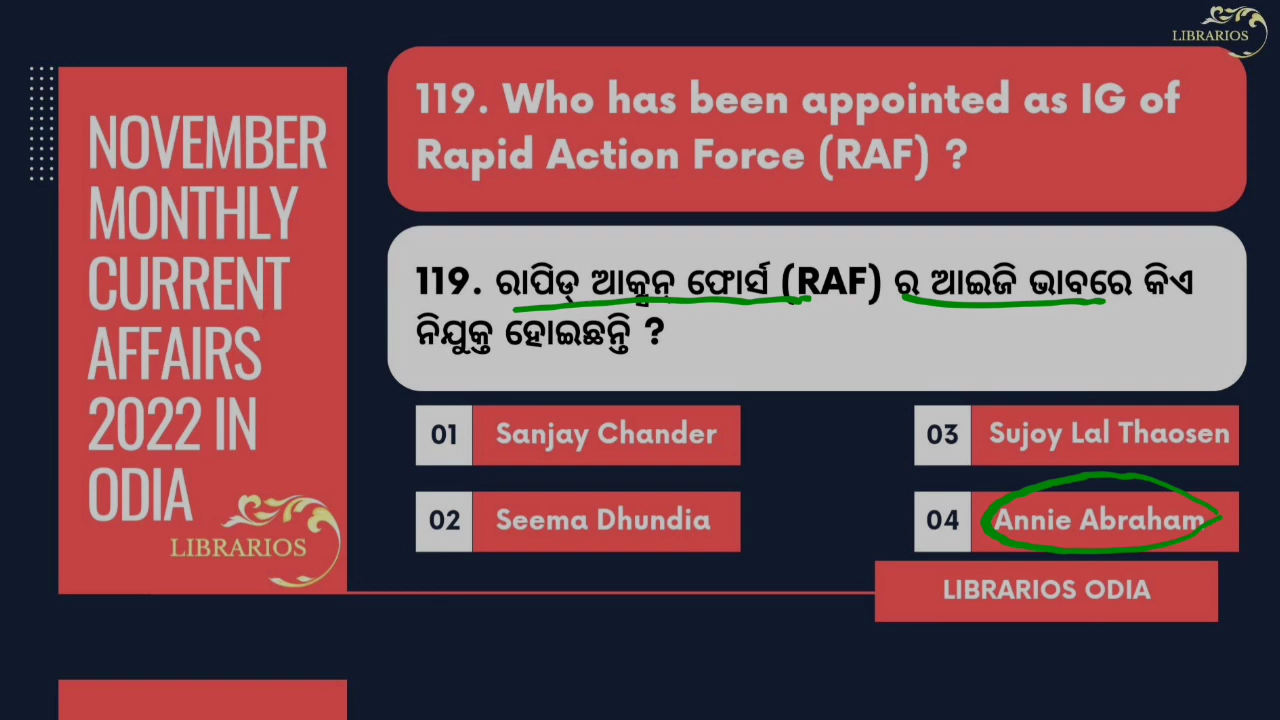 LIBRARIOS
NOVEMBER
MONTHLY
CURRENT
AFFAIRS
2022 IN
ODIA
LIBRARIOS
119. Who has been appointed as IG of
Rapid Action Force (RAF) ?
119. ରାପିଡ୍ ଆକ୍ସନ୍ ଫୋର୍ସ (RAF) ର ଆଇଜି ଭାବରେ କିଏ
ନିଯୁକ୍ତ ହୋଇଛନ୍ତି ?
01 Sanjay Chander
02 Seema Dhundia
03 Sujoy Lal Thaosen
04 Annie Abraham
LIBRARIOS ODIA